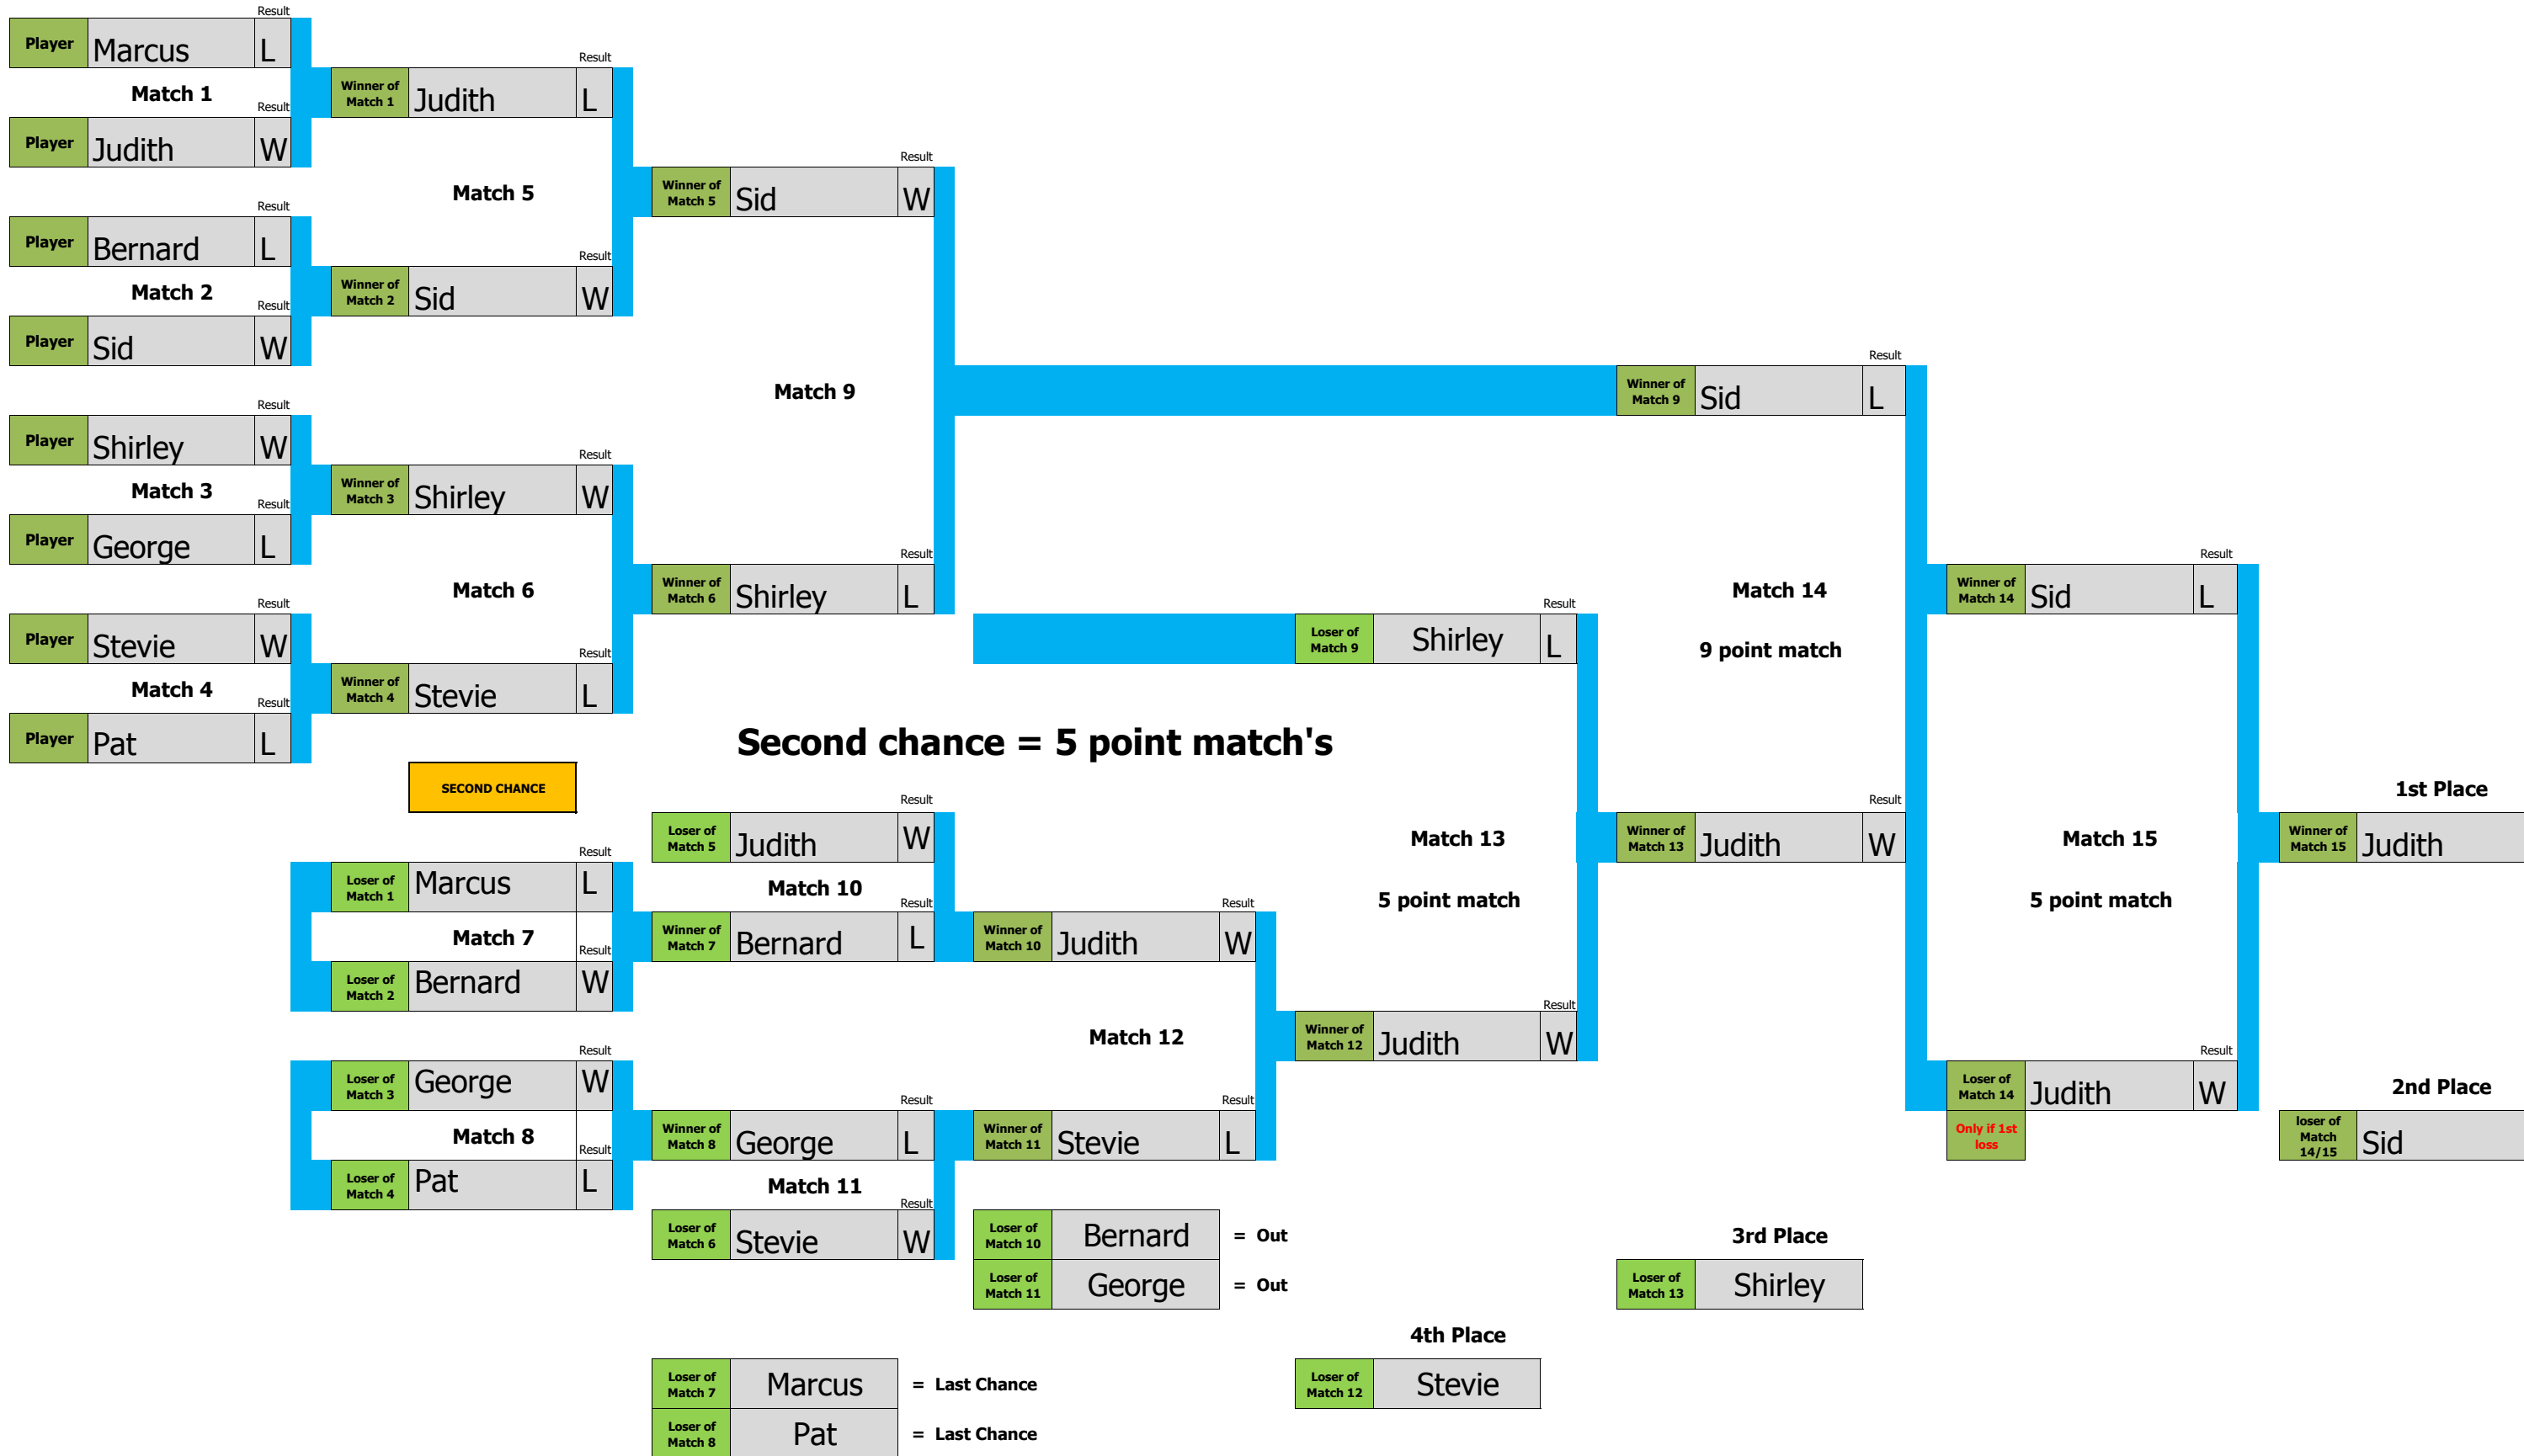 Result
Player Marcus L
Match 1
Result
Player Judith W
Result
Player Bernard L
Match 2
Result
Player Sid W
Result
Player Shirley W
Match 3
Result
Player George L
Result
Player Stevie W
Match 4
Result
Player Pat L
Result
Winner of
Match 1
Judith L
Match 5
Result
Winner of
Match 2
Sid W
Result
Winner of
Match 3
Shirley W
Match 6
Result
Winner of
Match 4
Stevie L
Result
Winner of
Match 5
Sid W
Match 9
Result
Winner of
Match 6
Shirley L
Result
Winner of
Match 9
Sid L
Match 14
9 point match
Result
Loser of
Match 9
Shirley L
Result
Winner of
Match 14
Sid L
Second chance = 5 point match's
SECOND CHANCE
Result
Loser of
Match 1
Marcus L
Match 7
Result
Loser of
Match 2
Bernard W
Result
Loser of
Match 3
George W
Match 8
Result
Loser of
Match 4
Pat L
Result
Loser of
Match 5
Judith W
Match 10
Result
Winner of
Match 7
Bernard L
Result
Winner of
Match 8
George L
Match 11
Result
Loser of
Match 6
Stevie W
Result
Winner of
Match 10
Judith W
Match 12
Result
Winner of
Match 11
Stevie L
Match 13
5 point match
Result
Winner of
Match 12
Judith W
Result
Winner of
Match 13
Judith W
Match 15
5 point match
Result
Loser of
Match 14
Judith W
Only if 1st
loss
1st Place
Winner of
Match 15
Judith
2nd Place
loser of
Match
14/15
Sid
Loser of
Match 10
Bernard = Out
Loser of
Match 11
George = Out
3rd Place
Loser of
Match 13
Shirley
4th Place
Loser of
Match 12
Stevie
Loser of
Match 7
Marcus = Last Chance
Loser of
Match 8
Pat = Last Chance